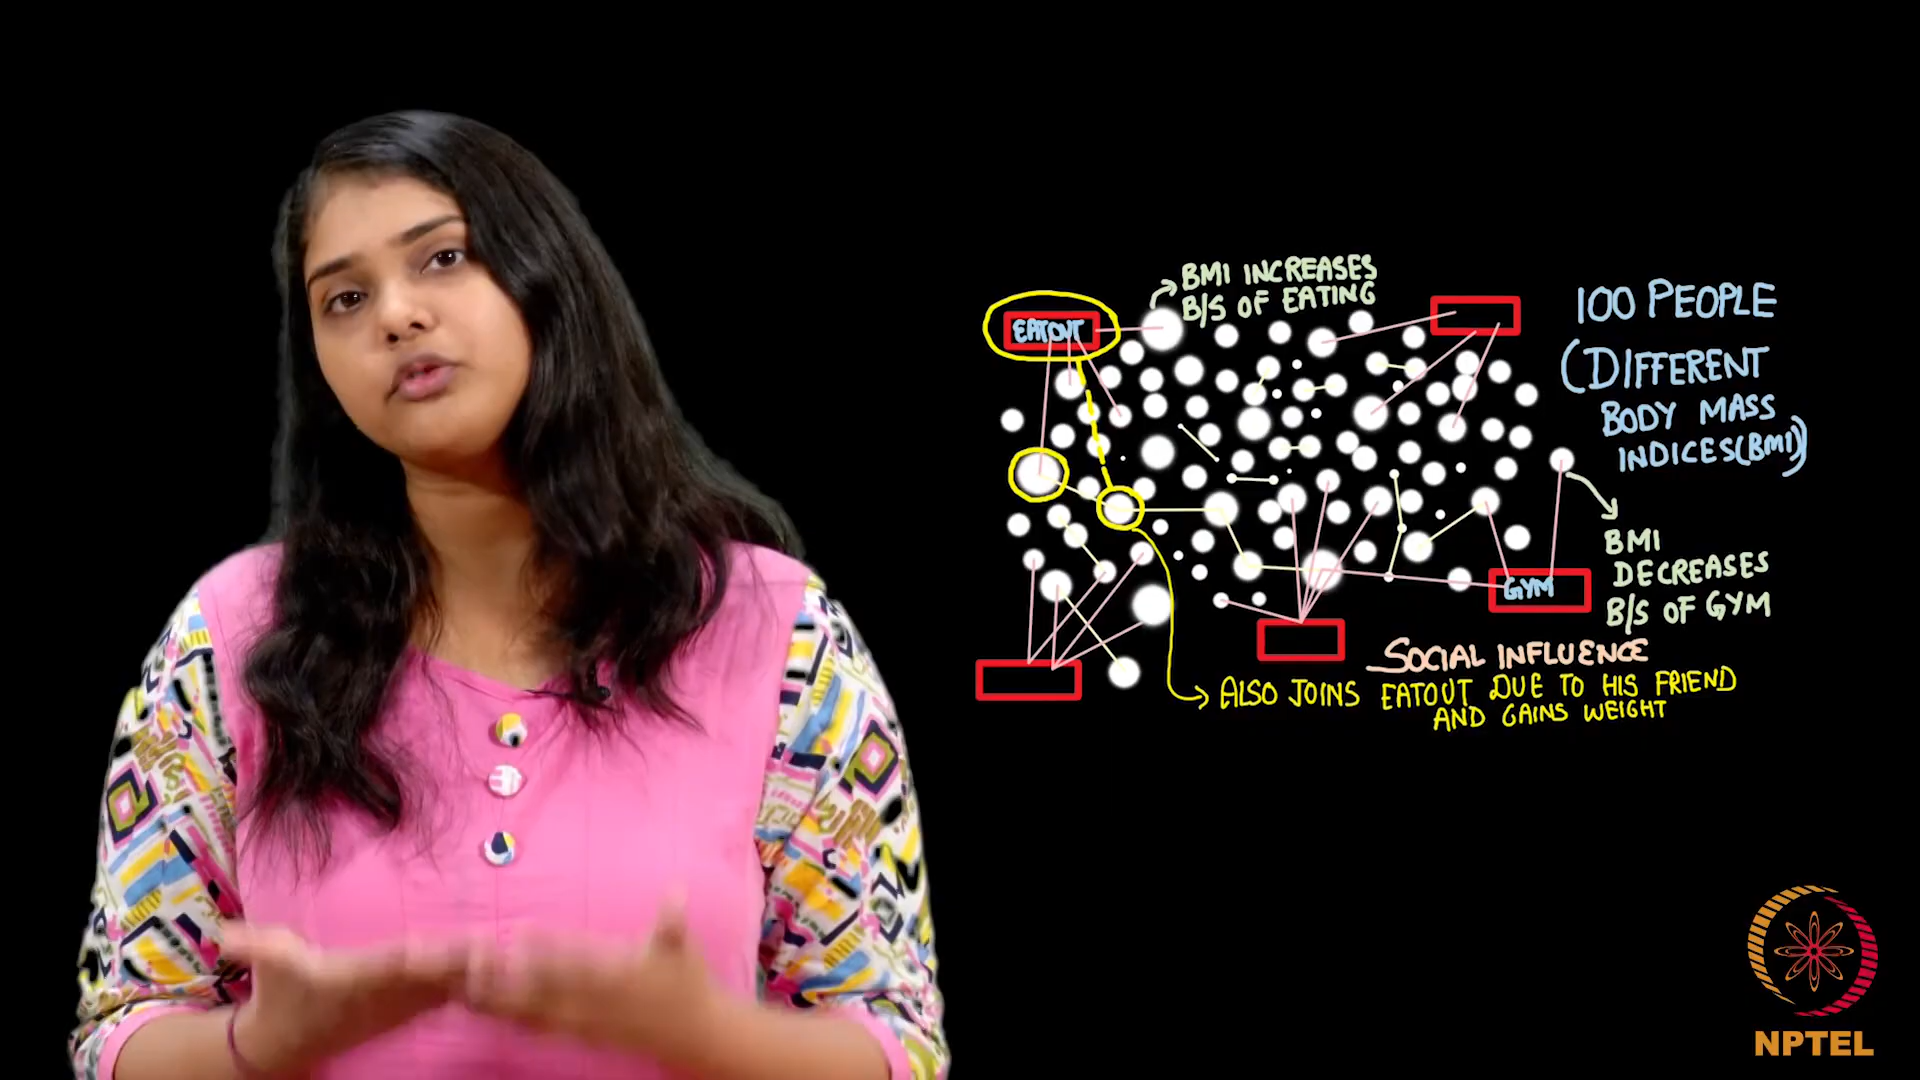 BMI INCREASES
B/S OF EATING
EATOUT
100 PEOPLE
(DIFFERENT
BODY MASS
INDICES(BMI))
BMI
DECREASES
B/S OF GYM
GYM
SOCIAL INFLUENCE
ALSO JOINS EATOUT DUE TO HIS FRIEND
AND GAINS WEIGHT
NPTEL